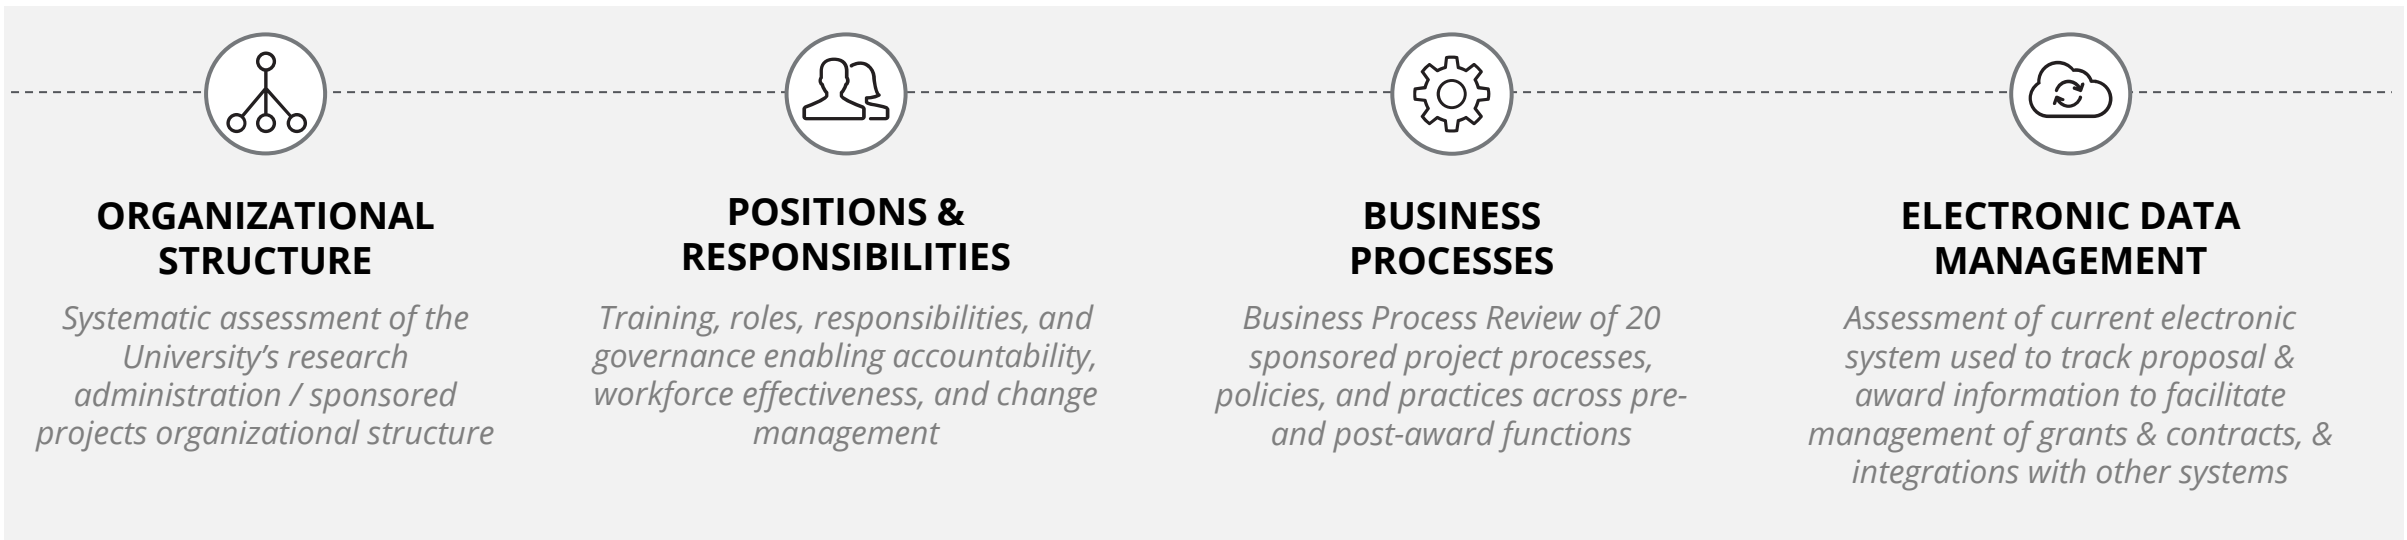 ORGANIZATIONAL
STRUCTURE
Systematic assessment of the
University’s research
administration / sponsored
projects organizational structure
POSITIONS &
RESPONSIBILITIES
Training, roles, responsibilities, and
governance enabling accountability,
workforce effectiveness, and change
management
BUSINESS
PROCESSES
Business Process Review of 20
sponsored project processes,
policies, and practices across pre-
and post-award functions
ELECTRONIC DATA
MANAGEMENT
Assessment of current electronic
system used to track proposal &
award information to facilitate
management of grants & contracts, &
integrations with other systems